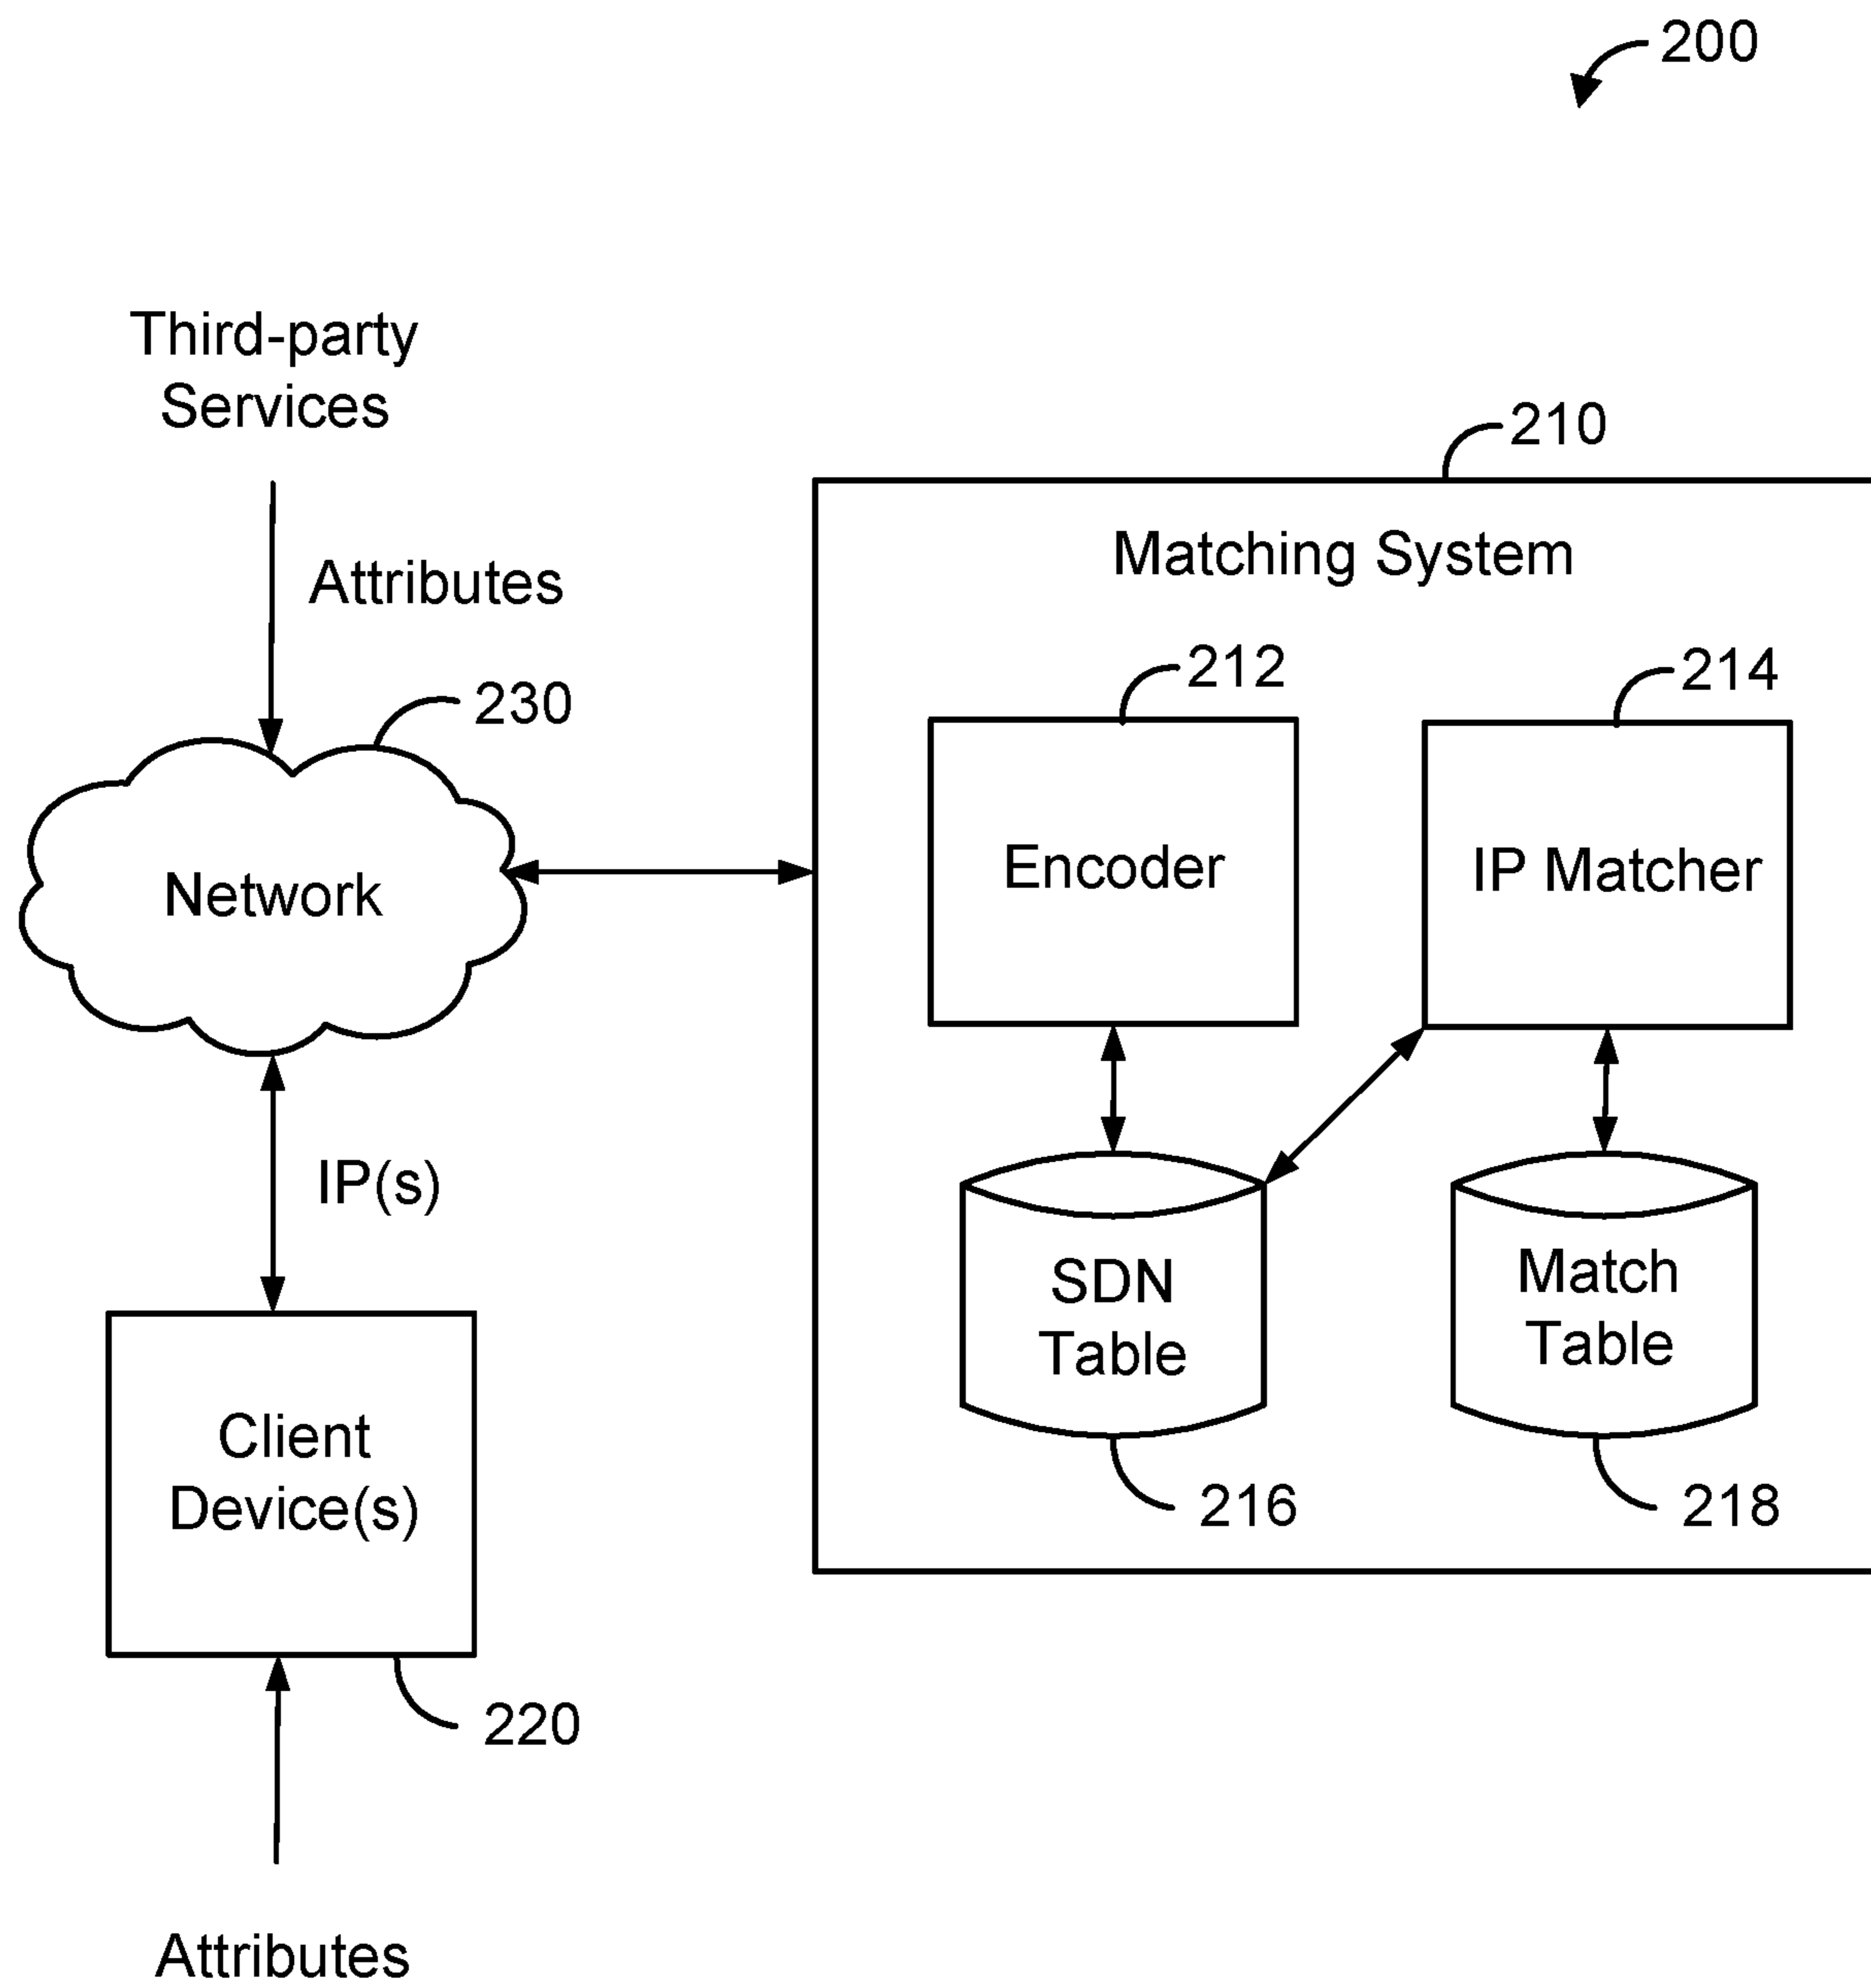 200
Third-party
Services
210
Matching System
Attributes
212
214
230
Encoder
IP Matcher
Network
IP(s)
SDN
Table
Match
Table
Client
Device(s)
216
218
220
Attributes